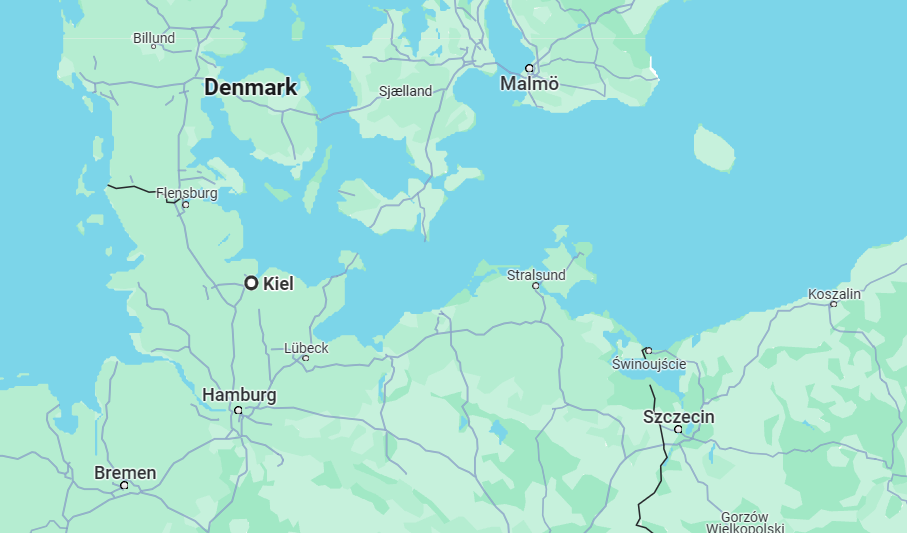 Billund
Denmark
Sjælland
Malmö
Flensburg
Kiel
Stralsund
Koszalin
Lübeck
Świnoujście
Hamburg
Szczecin
Bremen
Gorzów
Wielkopolski